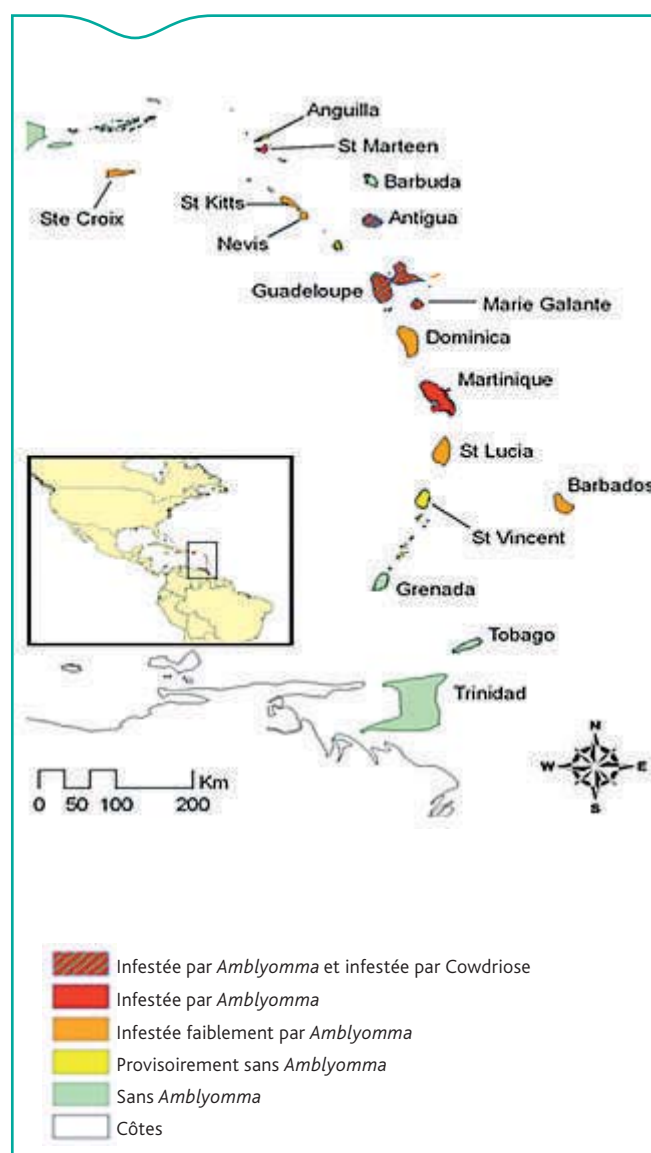 Anguilla
St Marteen
Barbuda
Ste Croix
St Kitts
Antigua
Nevis
Guadeloupe
Marie Galante
Dominica
Martinique
St Lucia
Barbados
St Vincent
Grenada
Tobago
Trinidad
N
W E
S
Km
0 50 100 200
Infestée par Amblyomma et infestée par Cowdriose
Infestée par Amblyomma
Infestée faiblement par Amblyomma
Provisoirement sans Amblyomma
Sans Amblyomma
Côtes